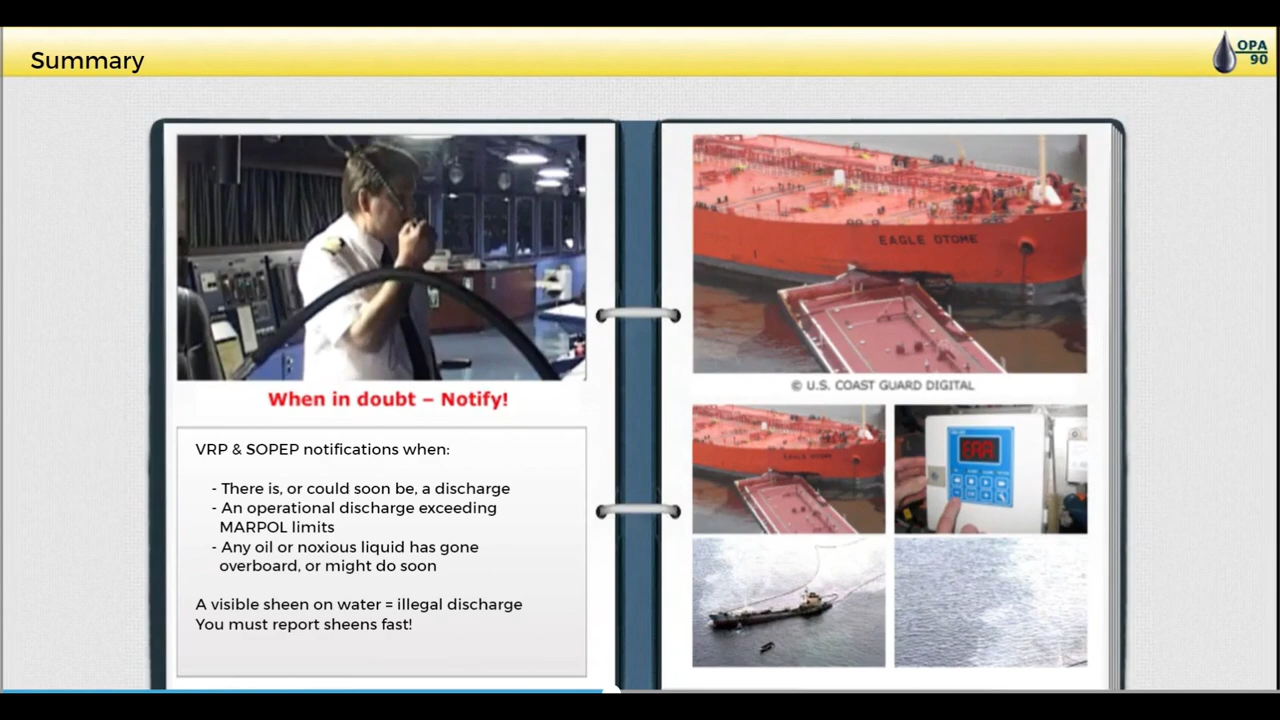 Summary
OPA
90
When in doubt – Notify!
VRP & SOPEP notifications when:
- There is, or could soon be, a discharge
- An operational discharge exceeding
MARPOL limits
- Any oil or noxious liquid has gone
overboard, or might do soon
A visible sheen on water = illegal discharge
You must report sheens fast!
EAGLE OTOME
© U.S. COAST GUARD DIGITAL
EAGLE OTOME